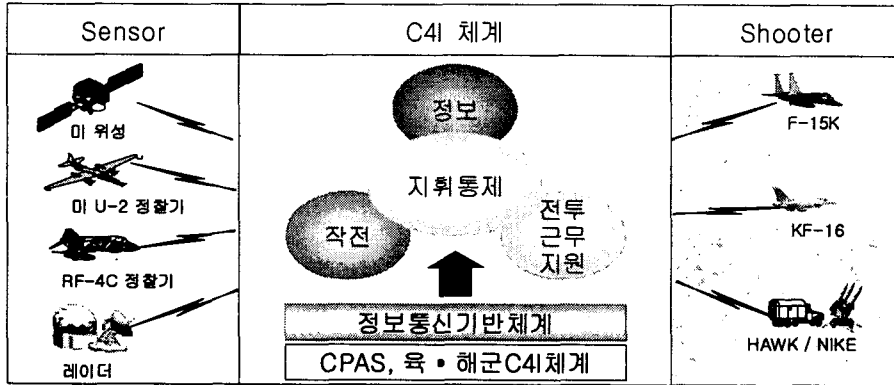 Sensor
C4I 체계
Shooter
미 위성
미 U-2 정찰기
RF-4C 정찰기
레이더
정보
지휘통제
작전
전투
근무
지원
정보통신기반체계
CPAS, 육 • 해군C4I체계
F-15K
KF-16
HAWK / NIKE